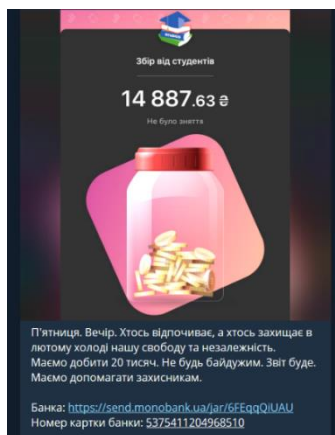 Збір від студентів
14 887.63 ₴
Не було зняття
П'ятниця. Вечір. Хтось відпочиває, а хтось захищає в
лютому холоді нашу свободу та незалежність.
Маємо добити 20 тисяч. Не будь байдужим. Звіт буде.
Маємо допомагати захисникам.
Банка: https://send.monobank.ua/jar/6FEqqQiUAU
Номер картки банки: 5375411204968510